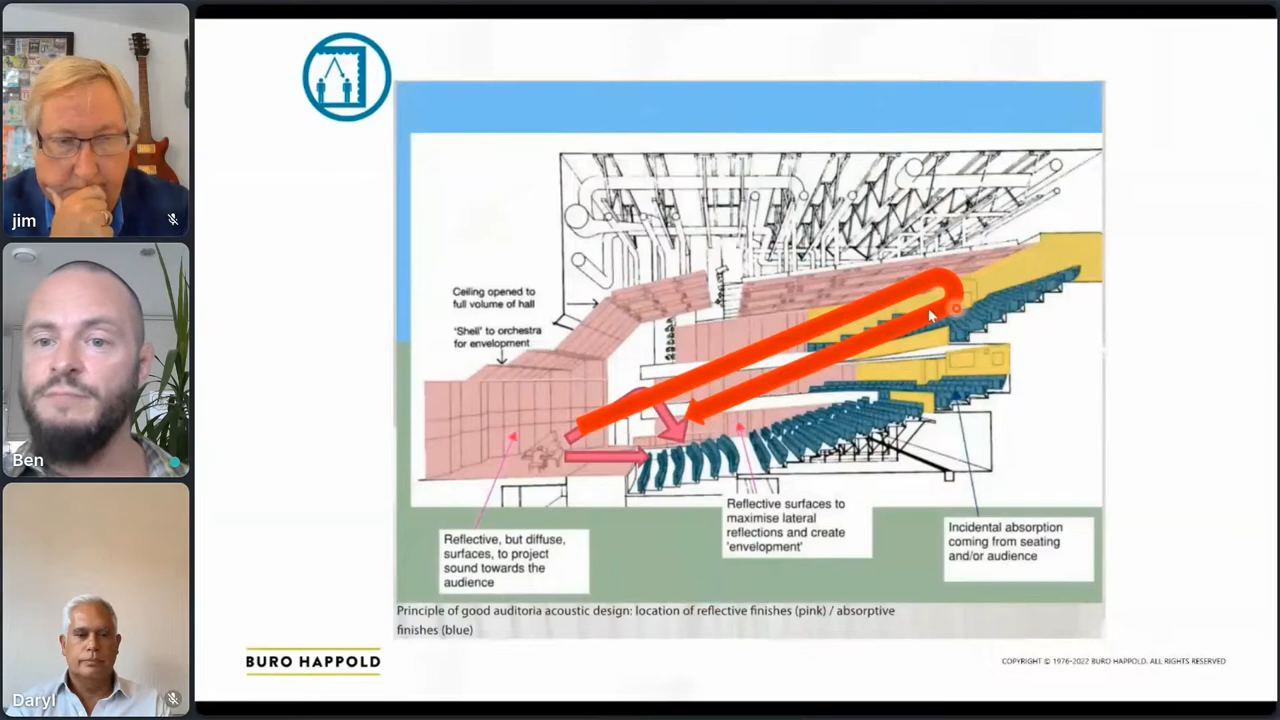 jim
Ben
Daryl
Ceiling opened to
full volume of hall
'Shell' to orchestra
for envelopment
Reflective, but diffuse,
surfaces, to project
sound towards the
audience
Reflective surfaces to
maximise lateral
reflections and create
'envelopment'
Incidental absorption
coming from seating
and/or audience
Principle of good auditoria acoustic design: location of reflective finishes (pink) / absorptive
finishes (blue)
BURO HAPPOLD
COPYRIGHT © 1976-2022 BURO HAPPOLD. ALL RIGHTS RESERVED